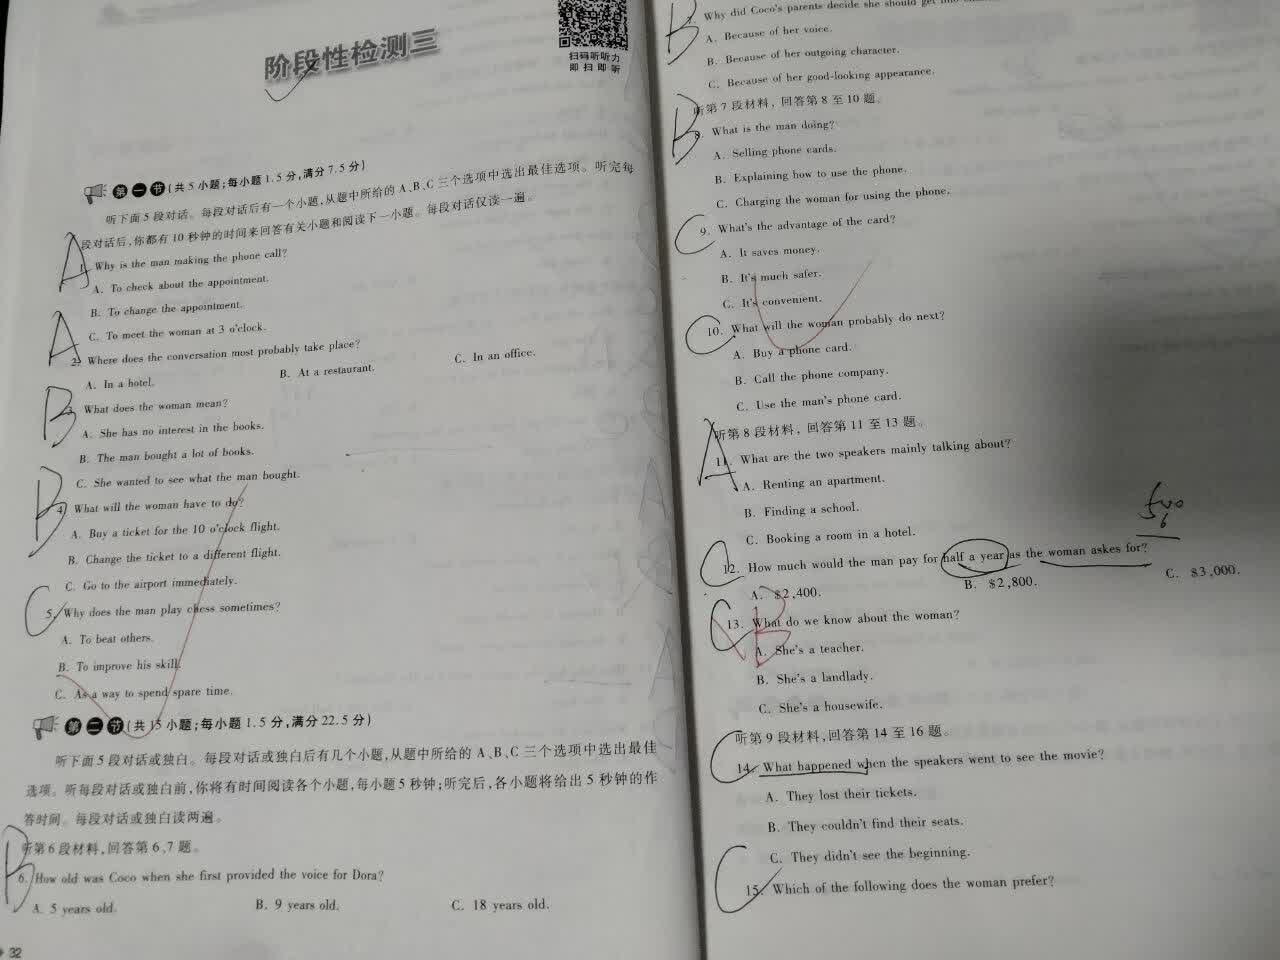 阶段性检测三
扫码听听力
即扫即听
第一节(共5小题;每小题1.5分,满分7.5分)
听下面5段对话。每段对话后有一个小题,从题中所给的A、B、C三个选项中选出最佳选项。听完每
段对话后,你都有10秒钟的时间来回答有关小题和阅读下一小题。每段对话仅读一遍。
A
1. Why is the man making the phone call?
A. To check about the appointment.
B. To change the appointment.
C. To meet the woman at 3 o'clock.
A
2. Where does the conversation most probably take place?
A. In a hotel. B. At a restaurant. C. In an office.
B
3. What does the woman mean?
A. She has no interest in the books.
B. The man bought a lot of books.
C. She wanted to see what the man bought.
B
4. What will the woman have to do?
A. Buy a ticket for the 10 o'clock flight.
B. Change the ticket to a different flight.
C. Go to the airport immediately.
C
5. Why does the man play chess sometimes?
A. To beat others.
B. To improve his skill.
C. As a way to spend spare time.
第二节(共15小题;每小题1.5分,满分22.5分)
听下面5段对话或独白。每段对话或独白后有几个小题,从题中所给的A、B、C三个选项中选出最佳
选项。听每段对话或独白前,你将有时间阅读各个小题,每小题5秒钟;听完后,各小题将给出5秒钟的作
答时间。每段对话或独白读两遍。
听第6段材料,回答第6、7题。
B
6. How old was Coco when she first provided the voice for Dora?
A. 5 years old. B. 9 years old. C. 18 years old.
32
B
7. Why did Coco's parents decide she should get into
A. Because of her voice.
B. Because of her outgoing character.
C. Because of her good-looking appearance.
听第7段材料,回答第8至10题。
B
8. What is the man doing?
A. Selling phone cards.
B. Explaining how to use the phone.
C. Charging the woman for using the phone.
C
9. What's the advantage of the card?
A. It saves money.
B. It's much safer.
C. It's convenient.
C
10. What will the woman probably do next?
A. Buy a phone card.
B. Call the phone company.
C. Use the man's phone card.
听第8段材料,回答第11至13题。
A
11. What are the two speakers mainly talking about?
A. Renting an apartment.
B. Finding a school.
C. Booking a room in a hotel.
500
6
C
12. How much would the man pay for half a year as the woman askes for?
A. $2,400. B. $2,800. C. $3,000.
C B
13. What do we know about the woman?
A. She's a teacher.
B. She's a landlady.
C. She's a housewife.
听第9段材料,回答第14至16题。
C
14. What happened when the speakers went to see the movie?
A. They lost their tickets.
B. They couldn't find their seats.
C. They didn't see the beginning.
C
15. Which of the following does the woman prefer?